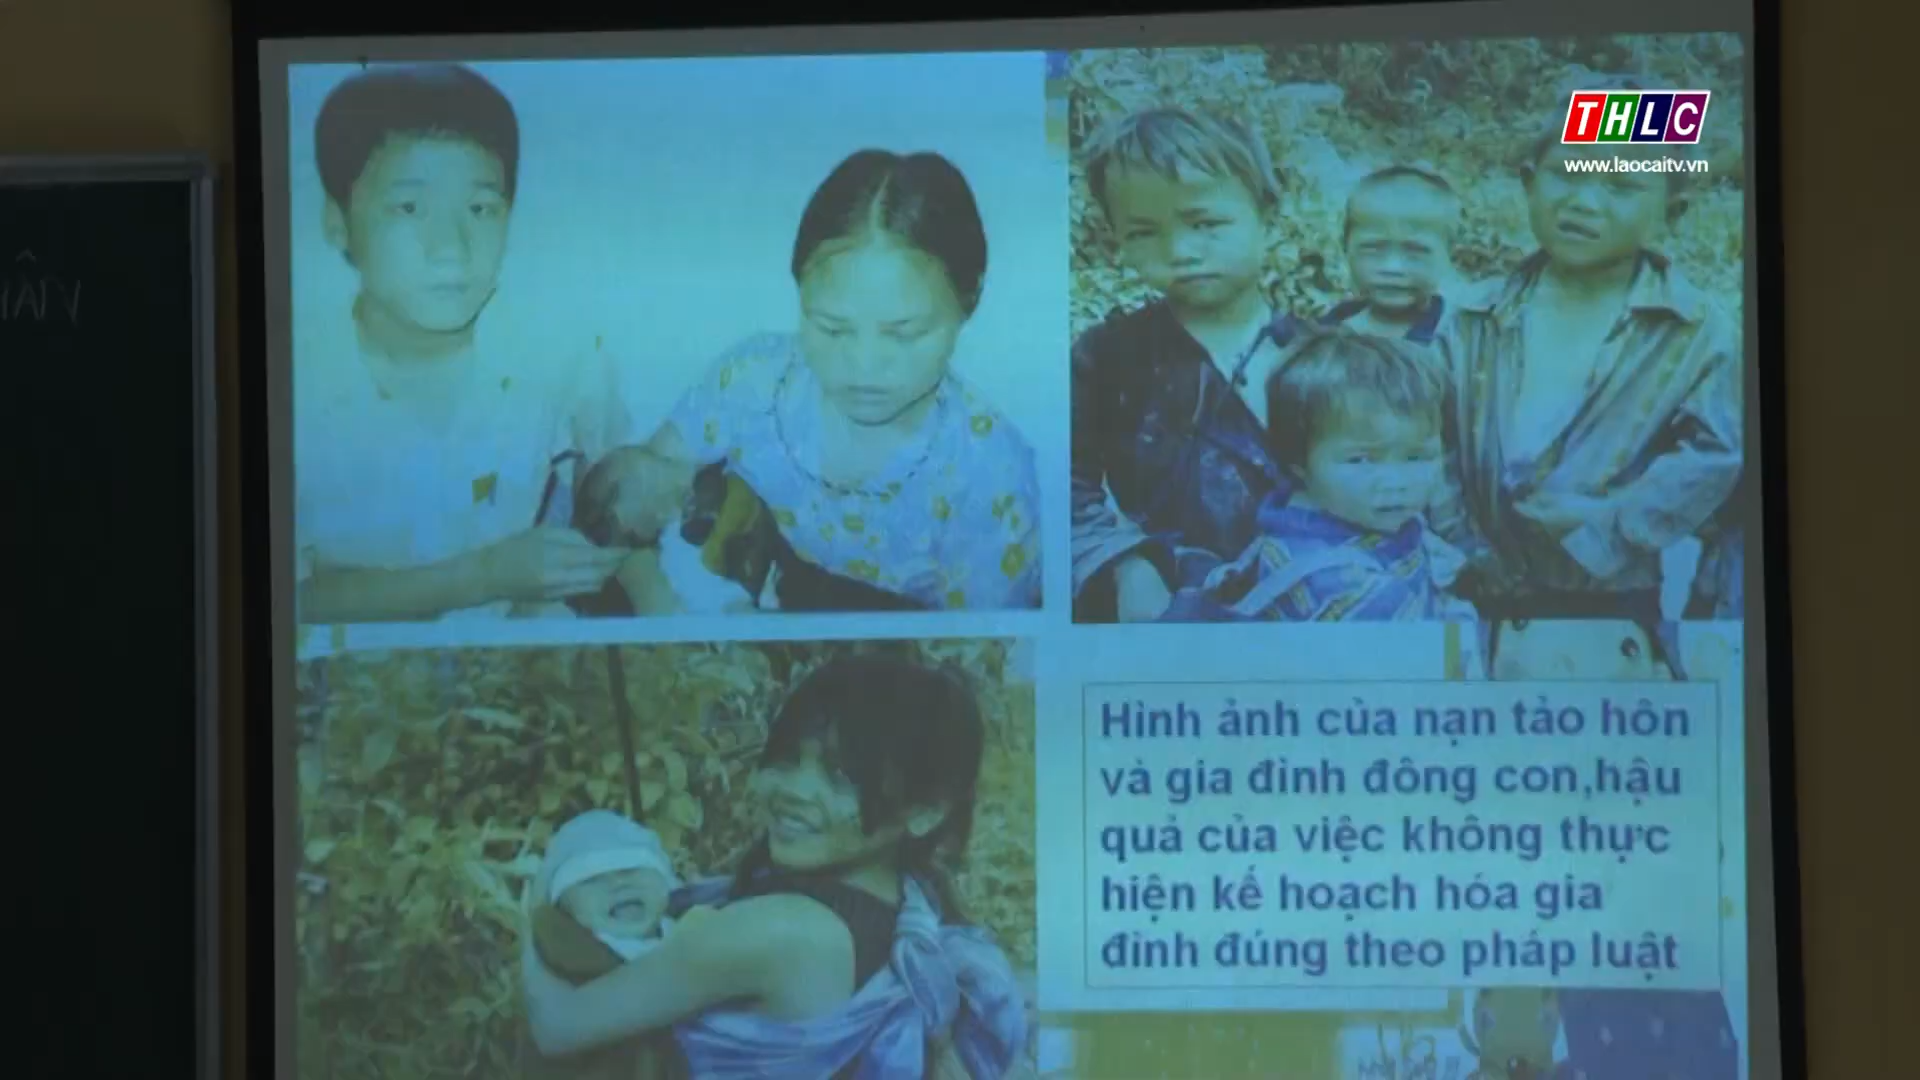 THLC
www.laocaitv.vn
Hình ảnh của nạn tảo hôn
và gia đình đông con,hậu
quả của việc không thực
hiện kế hoạch hóa gia
đình đúng theo pháp luật